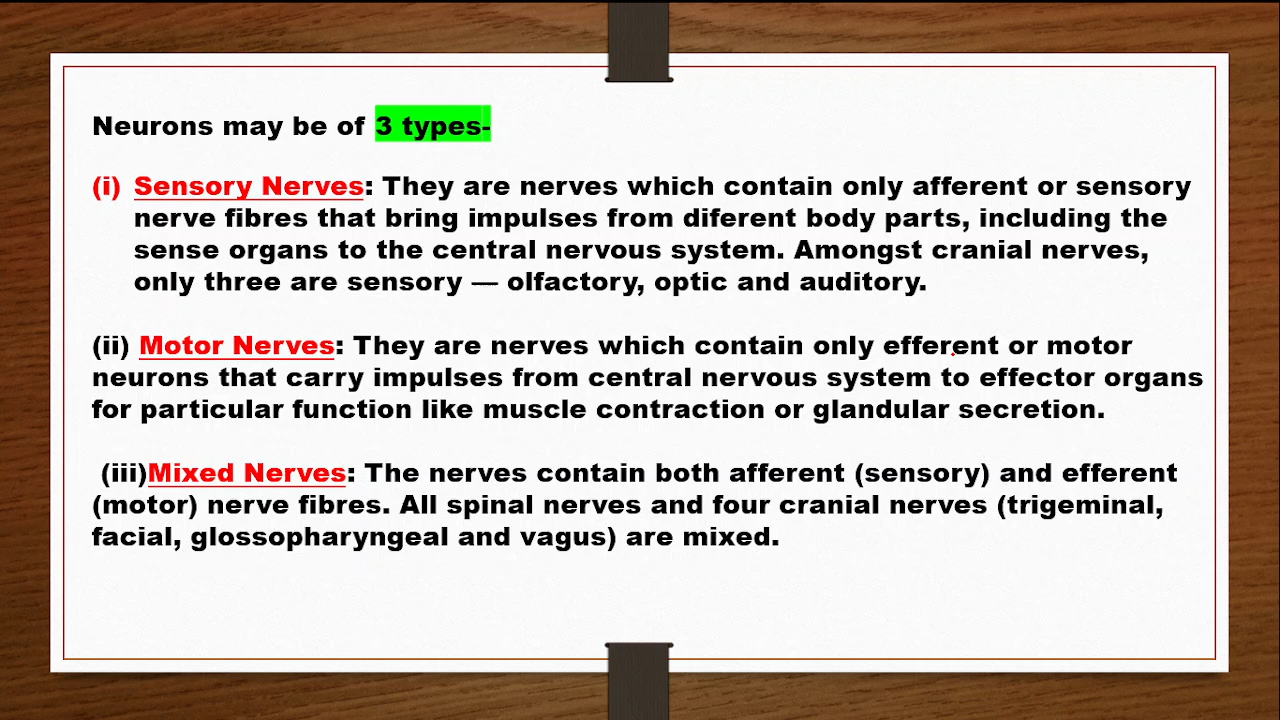 Neurons may be of 3 types-
(i) Sensory Nerves: They are nerves which contain only afferent or sensory
nerve fibres that bring impulses from diferent body parts, including the
sense organs to the central nervous system. Amongst cranial nerves,
only three are sensory — olfactory, optic and auditory.
(ii) Motor Nerves: They are nerves which contain only efferent or motor
neurons that carry impulses from central nervous system to effector organs
for particular function like muscle contraction or glandular secretion.
(iii)Mixed Nerves: The nerves contain both afferent (sensory) and efferent
(motor) nerve fibres. All spinal nerves and four cranial nerves (trigeminal,
facial, glossopharyngeal and vagus) are mixed.